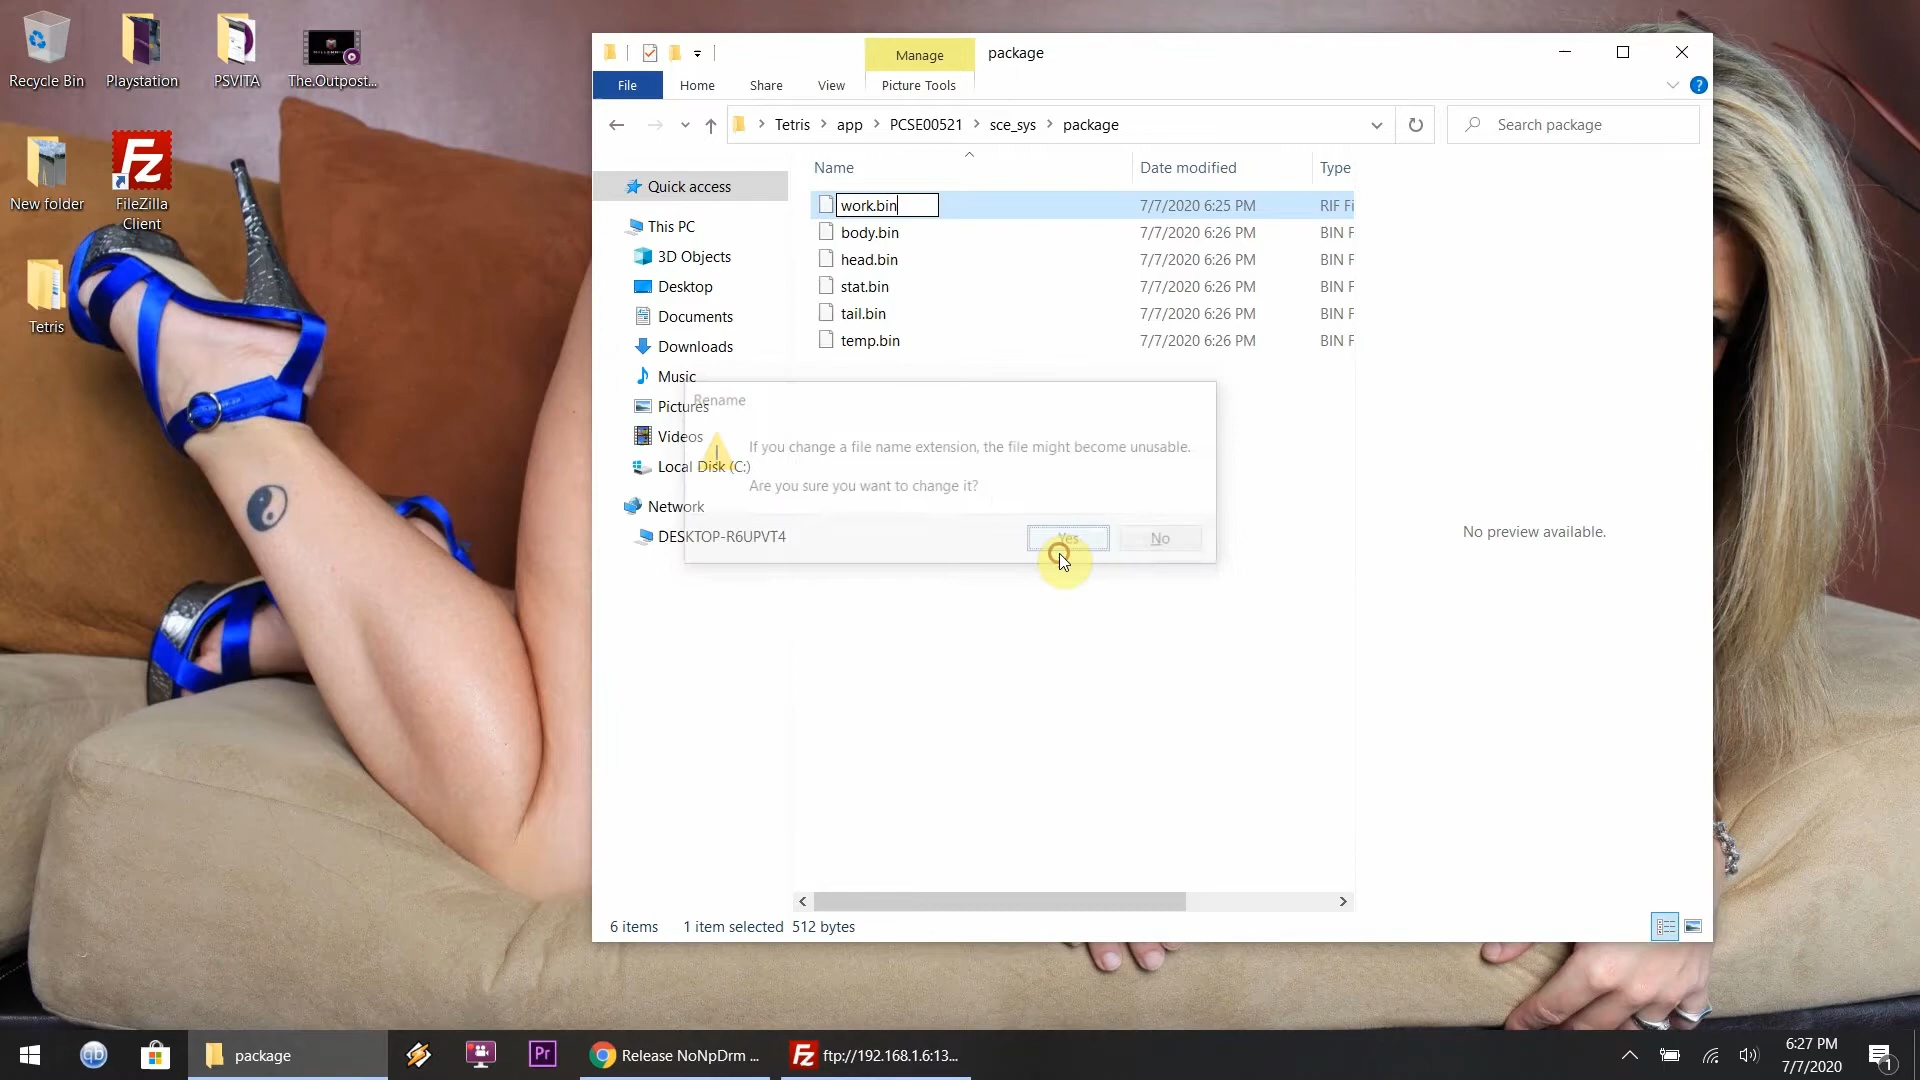 Recycle Bin
Playstation
PSVITA
The.Outpost...
New folder
FileZilla
Client
Tetris
Manage
package
File
Home
Share
View
Picture Tools
Tetris
app
PCSE00521
sce_sys
package
Search package
Name
Date modified
Type
Quick access
This PC
3D Objects
Desktop
Documents
Downloads
Music
Pictures
Videos
Local Disk (C:)
Network
DESKTOP-R6UPVT4
work.bin 7/7/2020 6:25 PM RIF Fi
body.bin 7/7/2020 6:26 PM BIN F
head.bin 7/7/2020 6:26 PM BIN F
stat.bin 7/7/2020 6:26 PM BIN F
tail.bin 7/7/2020 6:26 PM BIN F
temp.bin 7/7/2020 6:26 PM BIN F
Rename
If you change a file name extension, the file might become unusable.
Are you sure you want to change it?
Yes
No
No preview available.
6 items
1 item selected 512 bytes
qb
package
Pr
Release NoNpDrm ...
Fz
ftp://192.168.1.6:13...
6:27 PM
7/7/2020
1